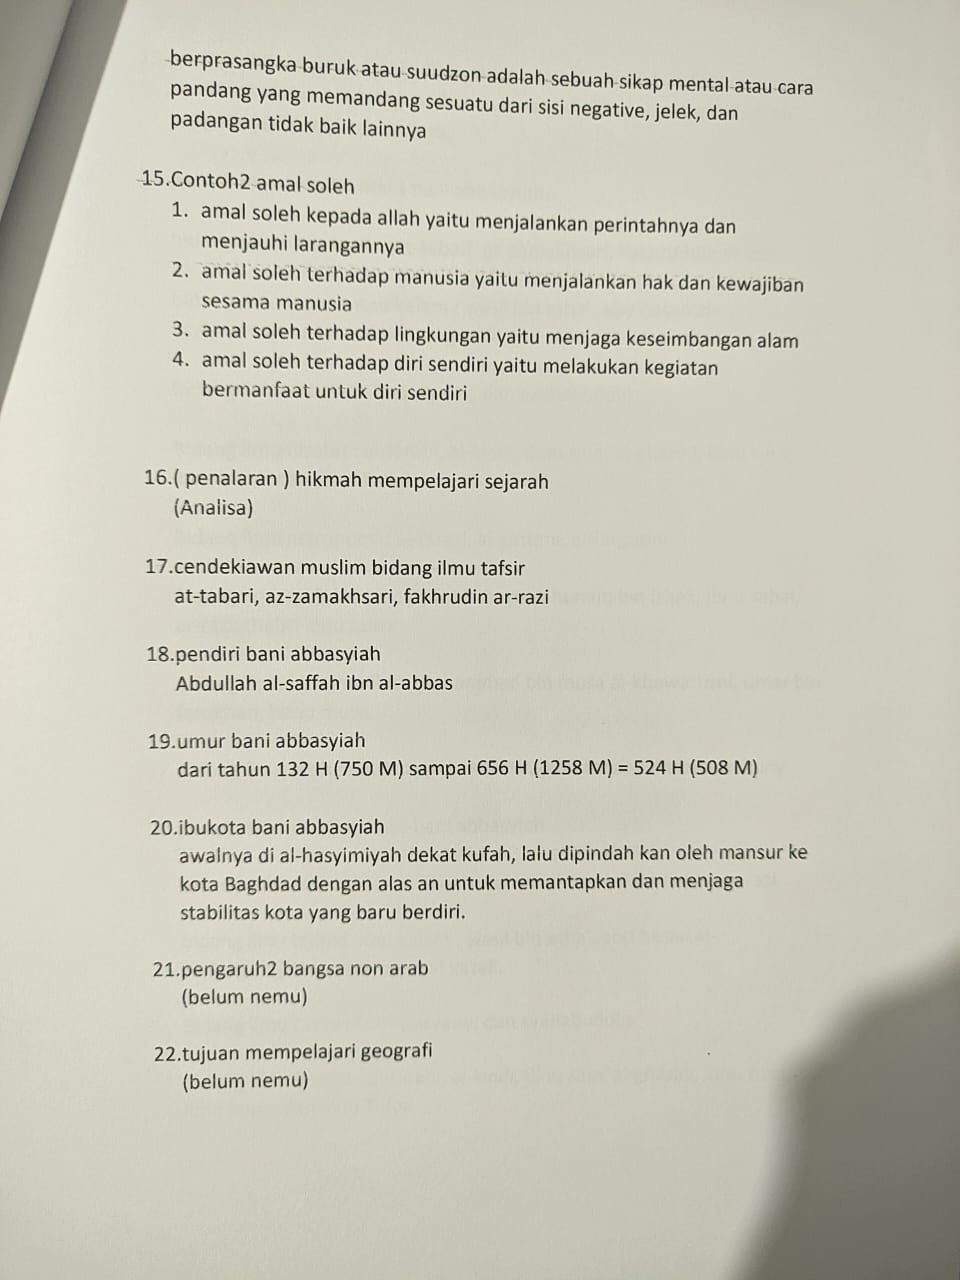 berprasangka buruk atau suudzon adalah sebuah sikap mental atau cara
pandang yang memandang sesuatu dari sisi negative, jelek, dan
padangan tidak baik lainnya
15.Contoh2 amal soleh
1. amal soleh kepada allah yaitu menjalankan perintahnya dan
menjauhi larangannya
2. amal soleh terhadap manusia yaitu menjalankan hak dan kewajiban
sesama manusia
3. amal soleh terhadap lingkungan yaitu menjaga keseimbangan alam
4. amal soleh terhadap diri sendiri yaitu melakukan kegiatan
bermanfaat untuk diri sendiri
16.( penalaran ) hikmah mempelajari sejarah
(Analisa)
17.cendekiawan muslim bidang ilmu tafsir
at-tabari, az-zamakhsari, fakhrudin ar-razi
18.pendiri bani abbasyiah
Abdullah al-saffah ibn al-abbas
19.umur bani abbasyiah
dari tahun 132 H (750 M) sampai 656 H (1258 M) = 524 H (508 M)
20.ibukota bani abbasyiah
awalnya di al-hasyimiyah dekat kufah, lalu dipindah kan oleh mansur ke
kota Baghdad dengan alas an untuk memantapkan dan menjaga
stabilitas kota yang baru berdiri.
21.pengaruh2 bangsa non arab
(belum nemu)
22.tujuan mempelajari geografi
(belum nemu)